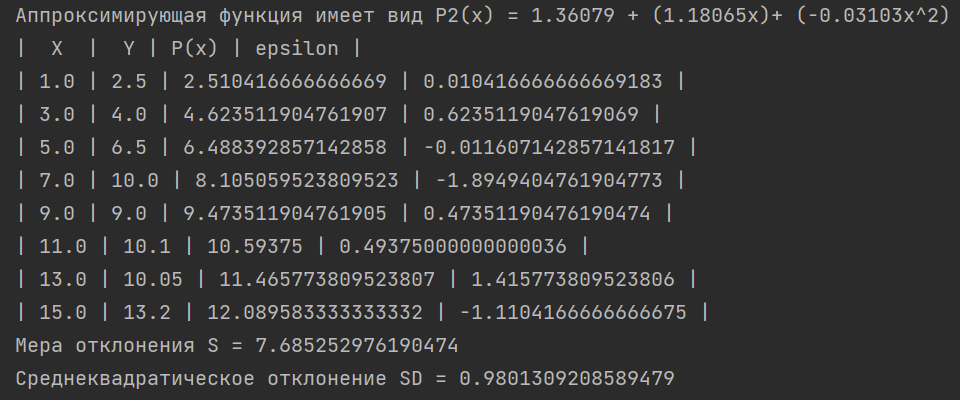 Аппроксимирующая функция имеет вид P2(x) = 1.36079 + (1.18065x)+ (-0.03103x^2)
|  X  |  Y | P(x) | epsilon |
| 1.0 | 2.5 | 2.510416666666669 | 0.010416666666669183 |
| 3.0 | 4.0 | 4.623511904761907 | 0.6235119047619069 |
| 5.0 | 6.5 | 6.488392857142858 | -0.011607142857141817 |
| 7.0 | 10.0 | 8.105059523809523 | -1.8949404761904773 |
| 9.0 | 9.0 | 9.473511904761905 | 0.47351190476190474 |
| 11.0 | 10.1 | 10.59375 | 0.49375000000000036 |
| 13.0 | 10.05 | 11.465773809523807 | 1.415773809523806 |
| 15.0 | 13.2 | 12.089583333333332 | -1.1104166666666675 |
Мера отклонения S = 7.685252976190474
Среднеквадратическое отклонение SD = 0.9801309208589479